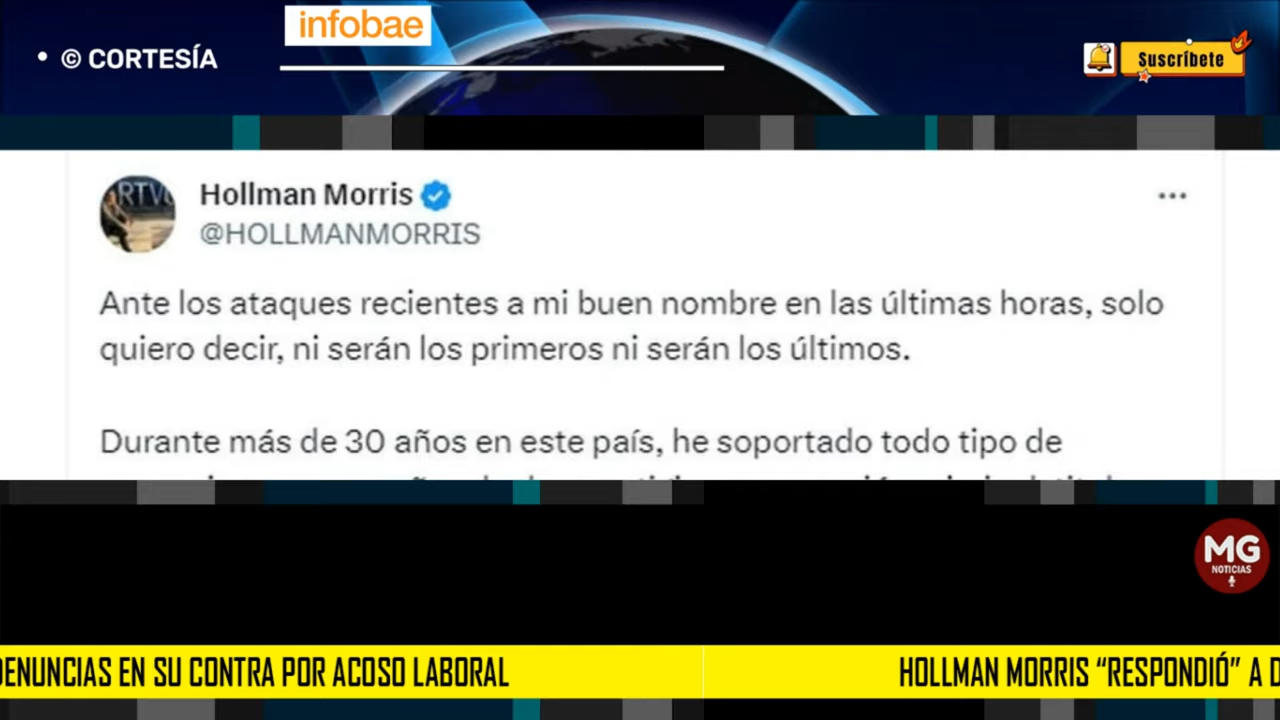 infobae
• © CORTESÍA
Suscríbete
RTV
Hollman Morris
@HOLLMANMORRIS
Ante los ataques recientes a mi buen nombre en las últimas horas, solo
quiero decir, ni serán los primeros ni serán los últimos.
Durante más de 30 años en este país, he soportado todo tipo de
MG
NOTICIAS
DENUNCIAS EN SU CONTRA POR ACOSO LABORAL
HOLLMAN MORRIS “RESPONDIÓ” A D